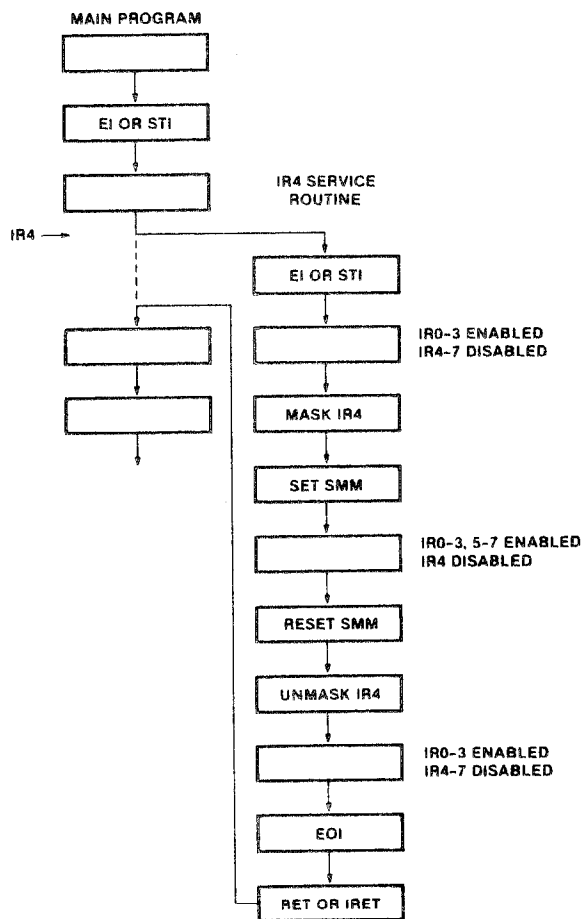 MAIN PROGRAM
EI OR STI
IR4
IR4 SERVICE
ROUTINE
EI OR STI
IR0-3 ENABLED
IR4-7 DISABLED
MASK IR4
SET SMM
IR0-3, 5-7 ENABLED
IR4 DISABLED
RESET SMM
UNMASK IR4
IR0-3 ENABLED
IR4-7 DISABLED
EOI
RET OR IRET